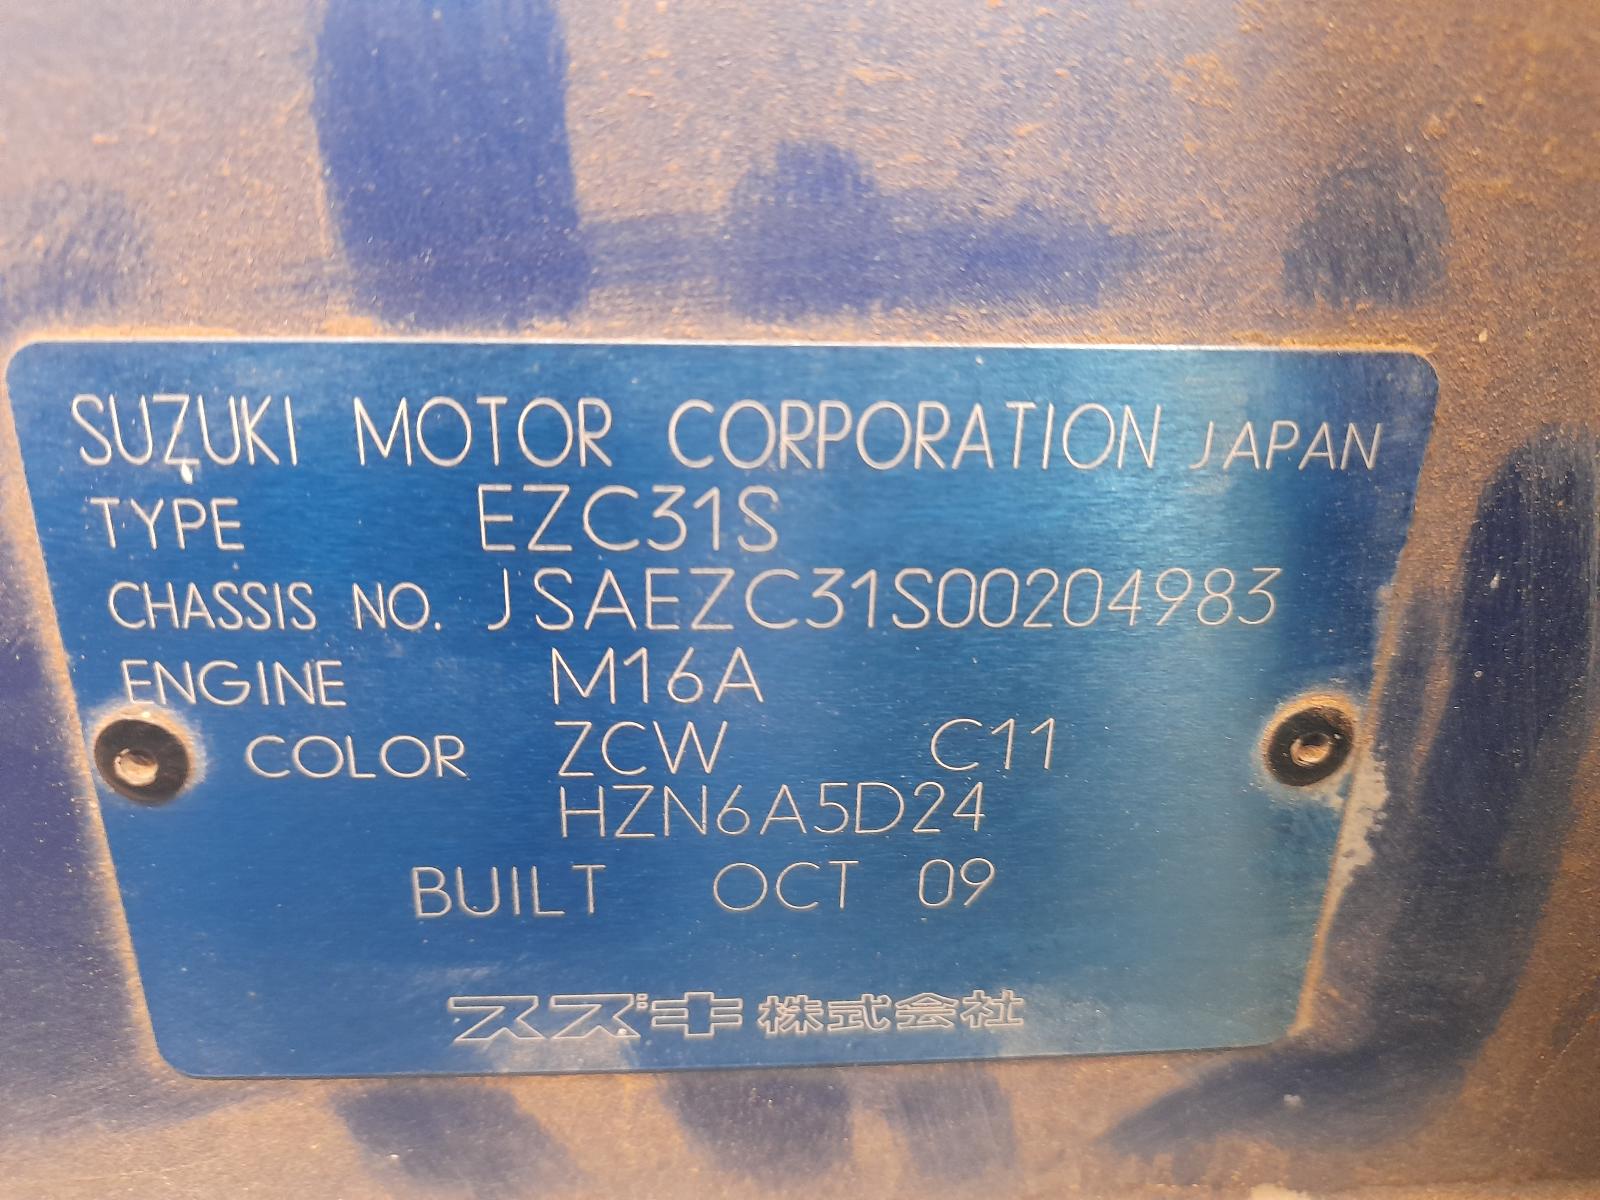 SUZUKI MOTOR CORPORATION JAPAN
TYPE EZC31S
CHASSIS NO. JSAEZC31S00204983
ENGINE M16A
COLOR ZCW C11
HZN6A5D24
BUILT OCT 09
スズキ株式会社